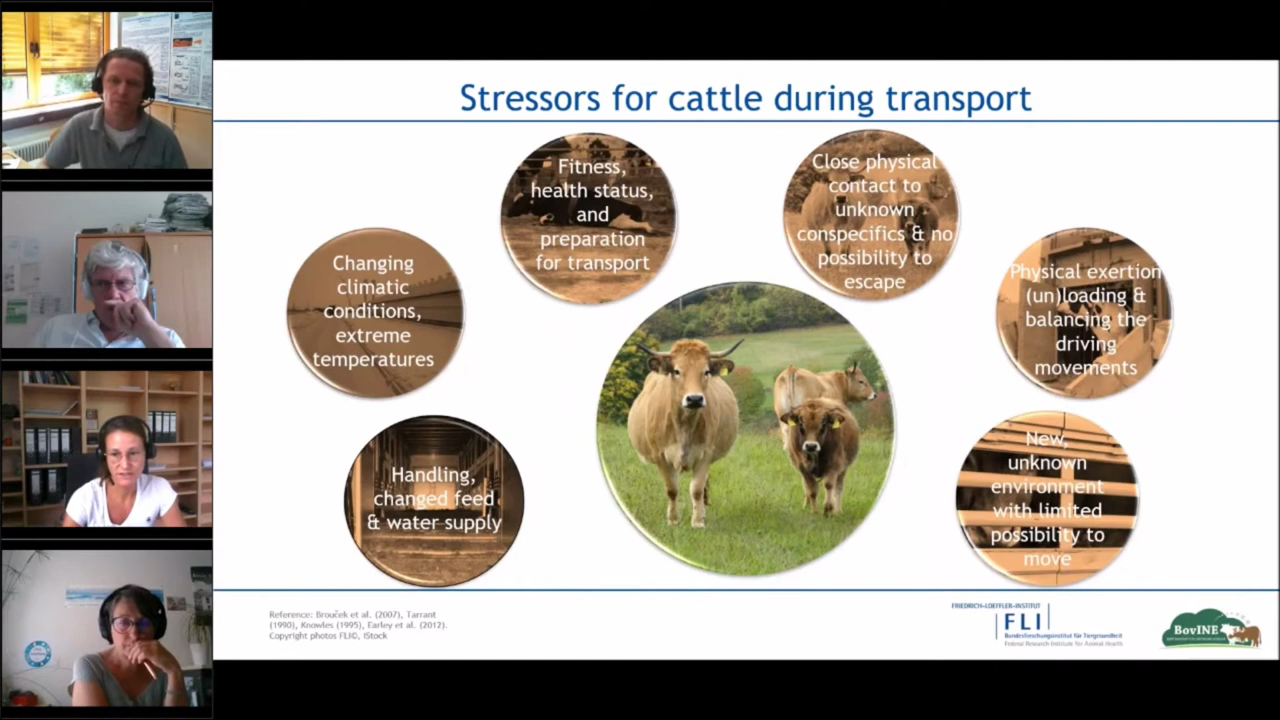 Stressors for cattle during transport
Fitness,
health status,
and
preparation
for transport
Close physical
contact to
unknown
conspecifics & no
possibility to
escape
Changing
climatic
conditions,
extreme
temperatures
Physical exertion
(un)loading &
balancing the
driving
movements
Handling,
changed feed
& water supply
New,
unknown
environment
with limited
possibility to
move
Reference: Brouček et al. (2007), Tarrant
(1990), Knowles (1995), Earley et al. (2012).
Copyright photos FLI©, iStock
FRIEDRICH-LOEFFLER-INSTITUT
FLI
Bundesforschungsinstitut für Tiergesundheit
Federal Research Institute for Animal Health
BovINE